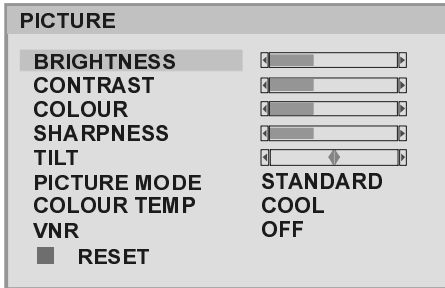 PICTURE
BRIGHTNESS
CONTRAST
COLOUR
SHARPNESS
TILT
PICTURE MODE STANDARD
COLOUR TEMP COOL
VNR OFF
RESET